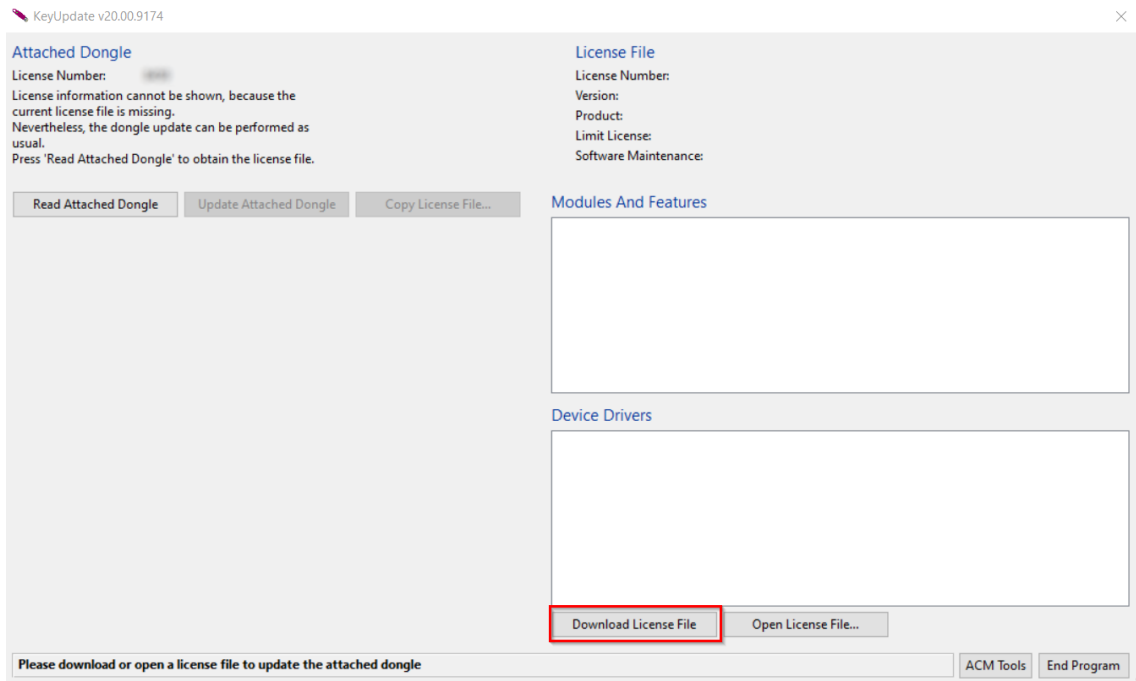 KeyUpdate v20.00.9174
Attached Dongle
License Number:
License information cannot be shown, because the
current license file is missing.
Nevertheless, the dongle update can be performed as
usual.
Press 'Read Attached Dongle' to obtain the license file.
Read Attached Dongle
Update Attached Dongle
Copy License File...
License File
License Number:
Version:
Product:
Limit License:
Software Maintenance:
Modules And Features
Device Drivers
Download License File
Open License File...
Please download or open a license file to update the attached dongle
ACM Tools
End Program